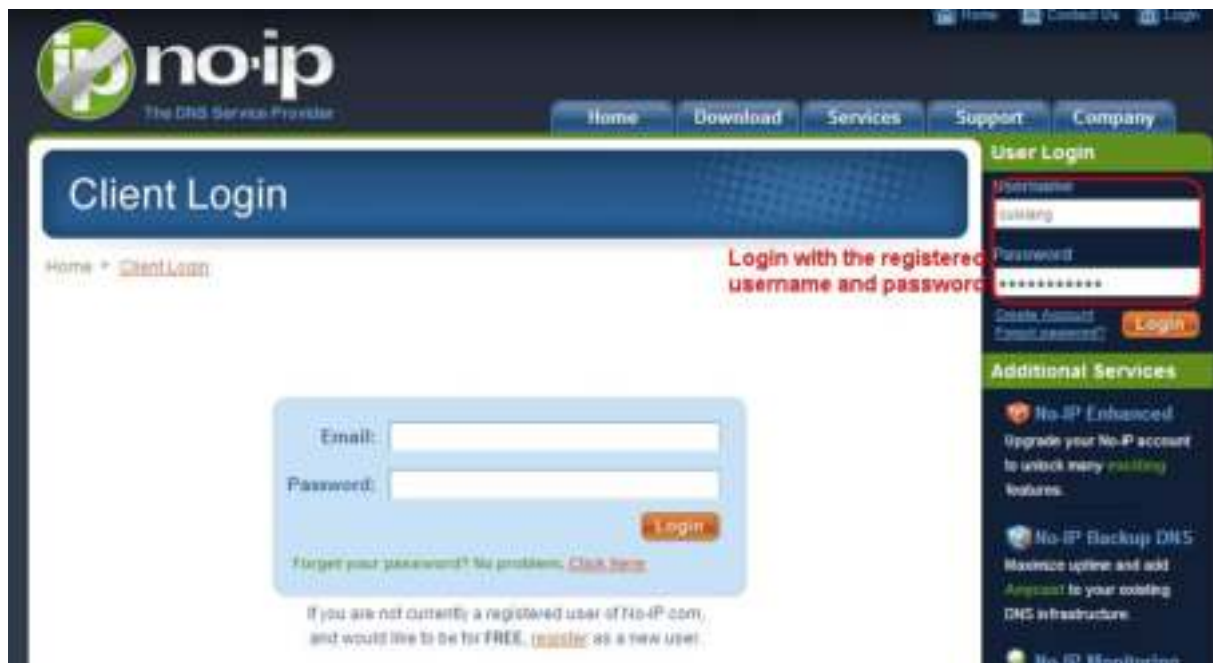 Home Contact Us Login
ip no·ip
The DNS Service Provider
Home Download Services Support Company
Client Login
Home Client Login
Login with the registered
username and password
User Login
Username
Password
***********
Create Account
Forgot password?
Login
Additional Services
No-IP Enhanced
Upgrade your No-IP account
to unlock many exciting
features.
No-IP Backup DNS
Maximize uptime and add
Anycast to your existing
DNS infrastructure.
No-IP Monitoring
Email:
Password:
Login
Forget your password? No problem, Click here
If you are not currently a registered user of No-IP.com,
and would like to be for FREE, register as a new user.